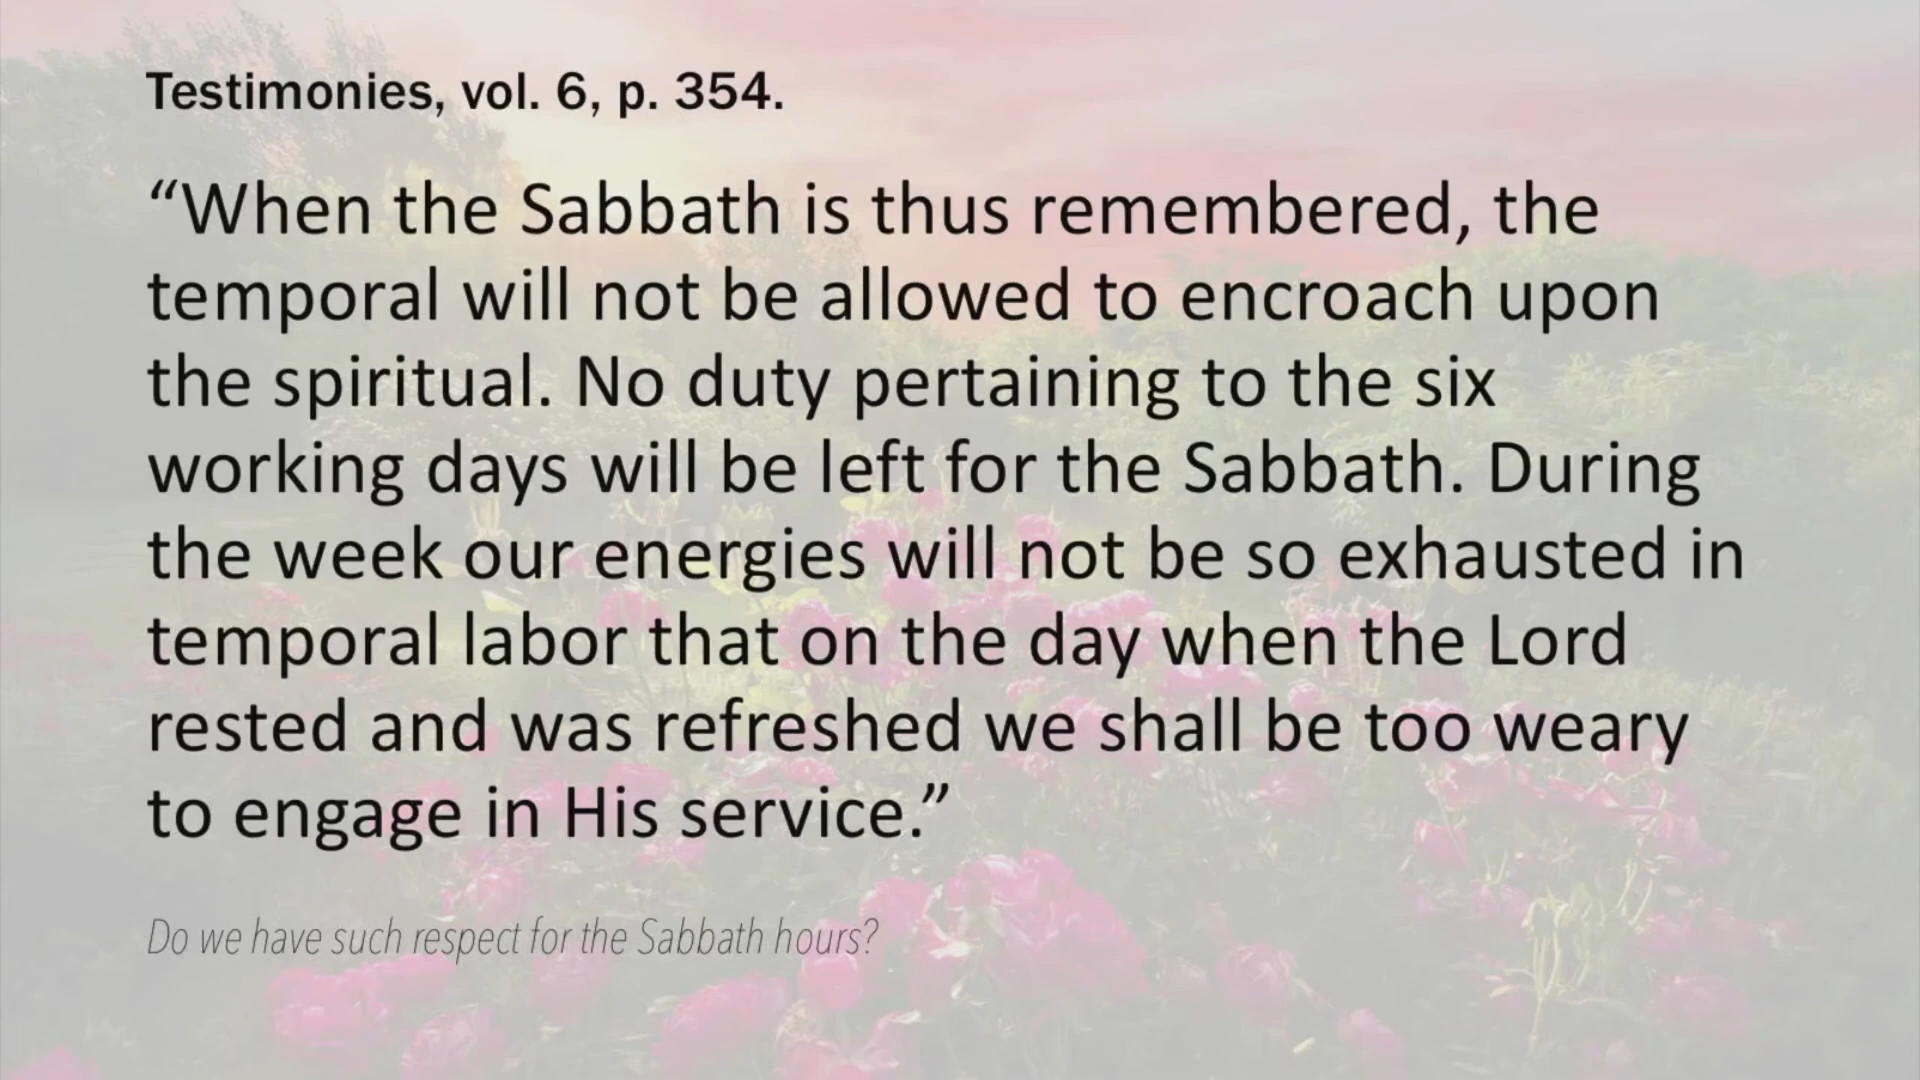 Testimonies, vol. 6, p. 354.
“When the Sabbath is thus remembered, the
temporal will not be allowed to encroach upon
the spiritual. No duty pertaining to the six
working days will be left for the Sabbath. During
the week our energies will not be so exhausted in
temporal labor that on the day when the Lord
rested and was refreshed we shall be too weary
to engage in His service.”
Do we have such respect for the Sabbath hours?